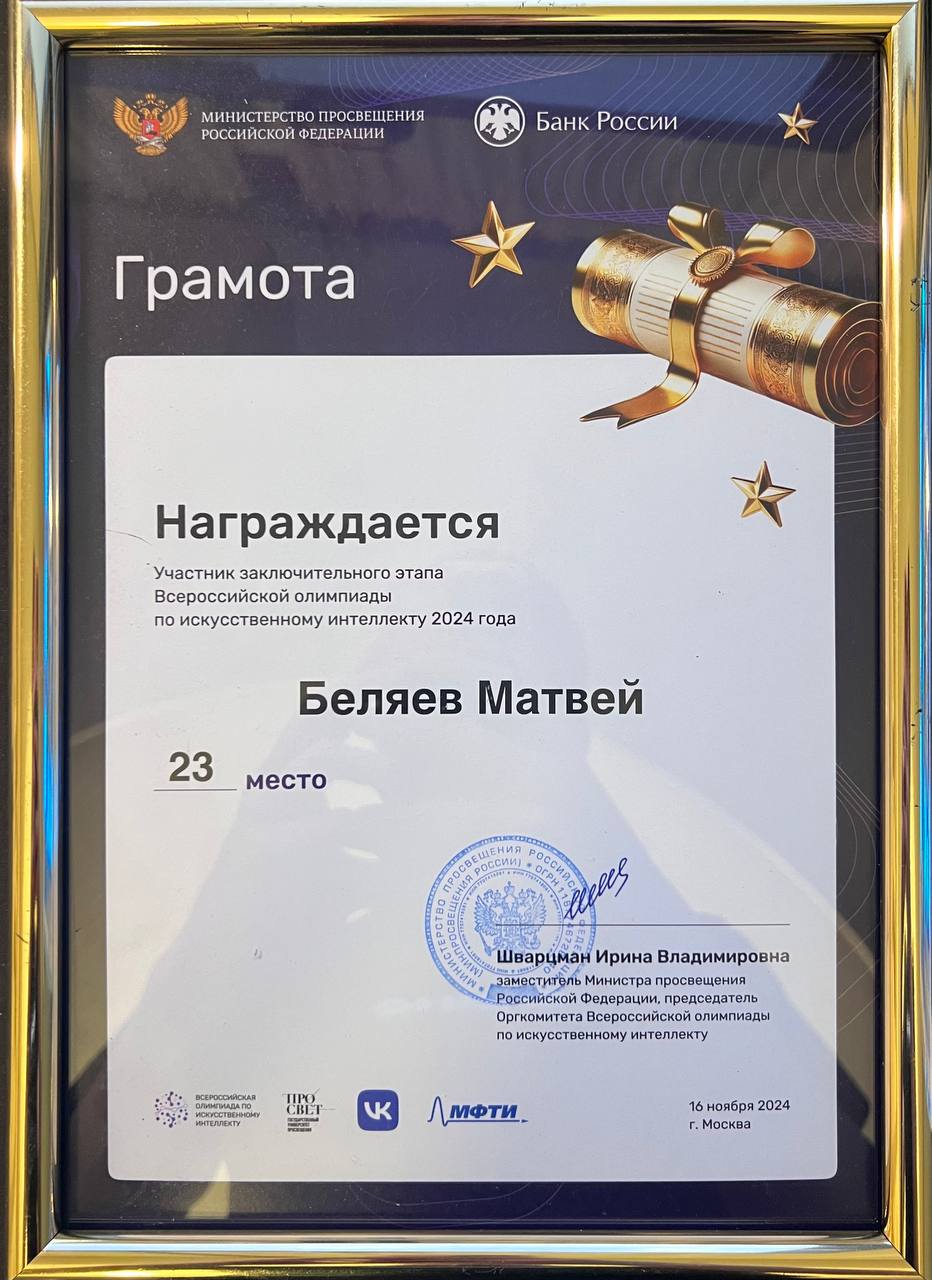 МИНИСТЕРСТВО ПРОСВЕЩЕНИЯ
РОССИЙСКОЙ ФЕДЕРАЦИИ
Банк России
Грамота
Награждается
Участник заключительного этапа
Всероссийской олимпиады
по искусственному интеллекту 2024 года
Беляев Матвей
23 место
МИНИСТЕРСТВО ПРОСВЕЩЕНИЯ РОССИЙСКОЙ ФЕДЕРАЦИИ
(МИНПРОСВЕЩЕНИЯ РОССИИ) * ОГРН
Шварцман Ирина Владимировна
заместитель Министра просвещения
Российской Федерации, председатель
Оргкомитета Всероссийской олимпиады
по искусственному интеллекту
ВСЕРОССИЙСКАЯ
ОЛИМПИАДА ПО
ИСКУССТВЕННОМУ
ИНТЕЛЛЕКТУ
ПРО
СВЕТ
ГОСУДАРСТВЕННЫЙ
УНИВЕРСИТЕТ
ПРОСВЕЩЕНИЯ
VK
МФТИ
16 ноября 2024
г. Москва